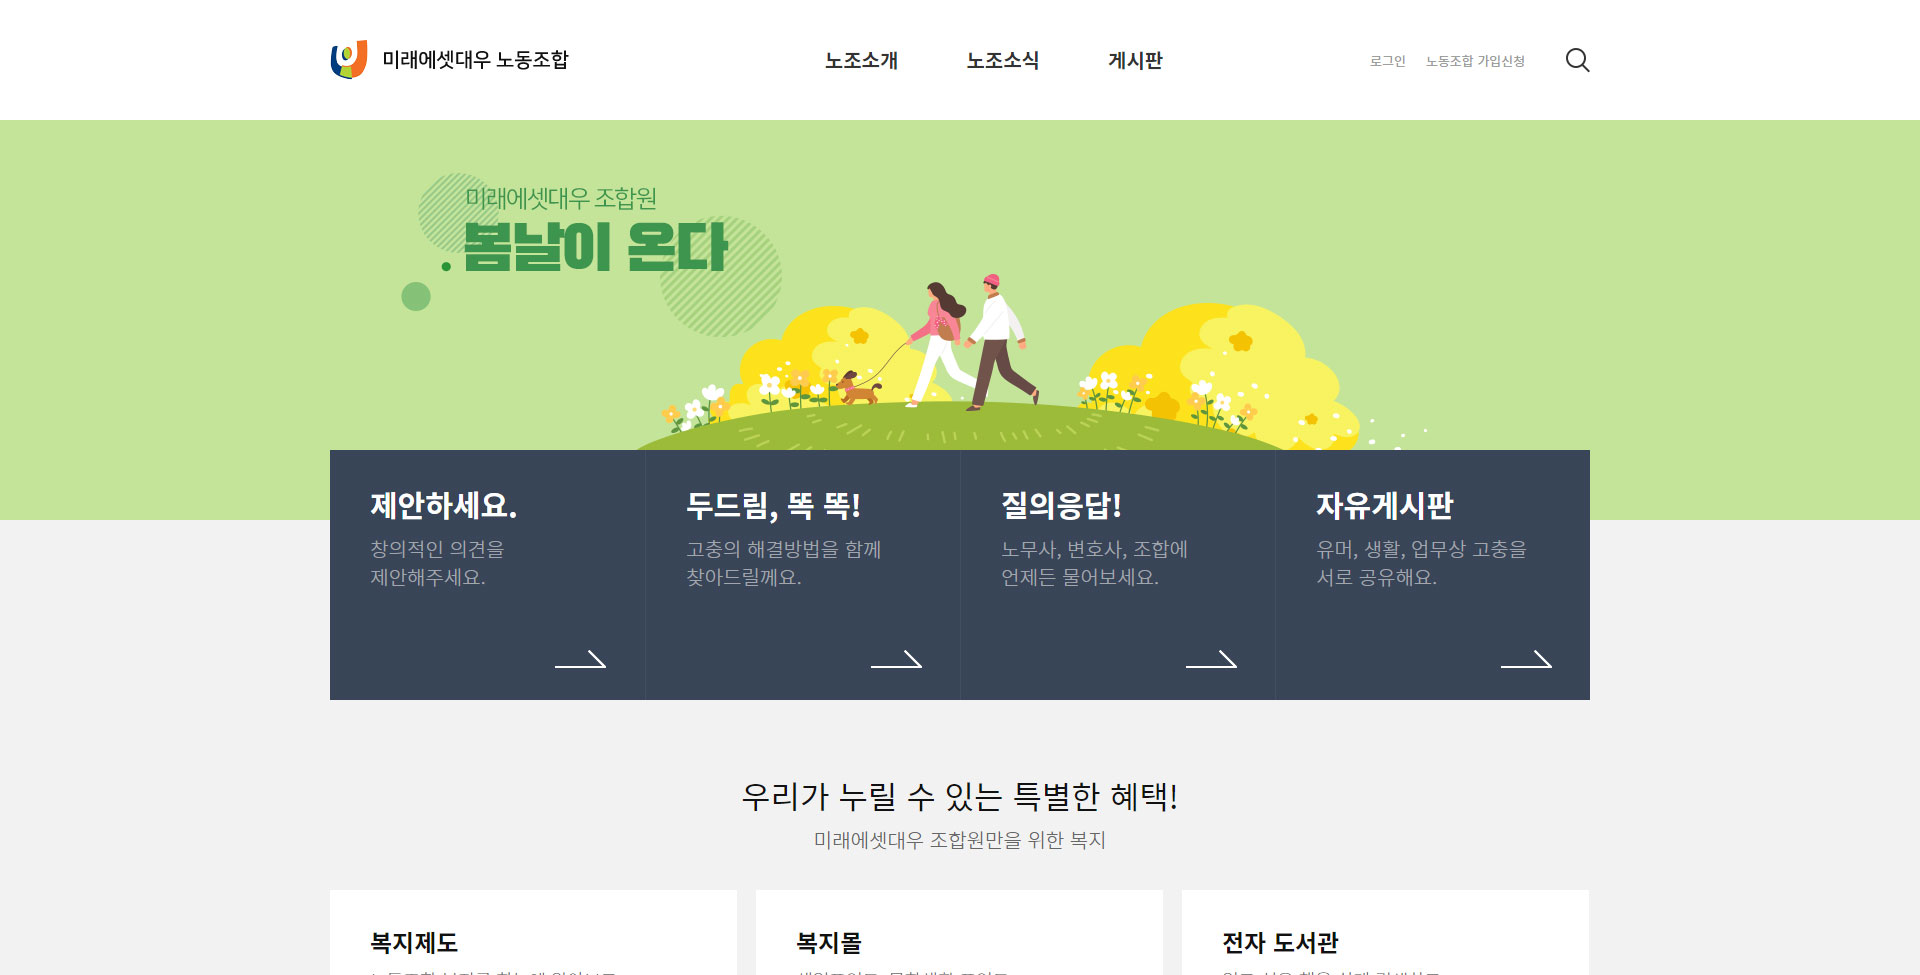 미래에셋대우 노동조합
노조소개
노조소식
게시판
로그인
노동조합 가입신청
미래에셋대우 조합원
봄날이 온다
제안하세요.
창의적인 의견을
제안해주세요.
두드림, 똑 똑!
고충의 해결방법을 함께
찾아드릴께요.
질의응답!
노무사, 변호사, 조합에
언제든 물어보세요.
자유게시판
유머, 생활, 업무상 고충을
서로 공유해요.
우리가 누릴 수 있는 특별한 혜택!
미래에셋대우 조합원만을 위한 복지
복지제도
복지몰
전자 도서관